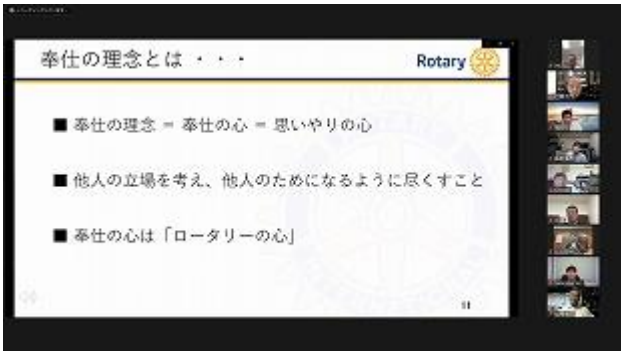 奉仕の理念とは・・・
Rotary
■ 奉仕の理念 = 奉仕の心 = 思いやりの心
■ 他人の立場を考え、他人のためになるように尽くすこと
■ 奉仕の心は「ロータリーの心」